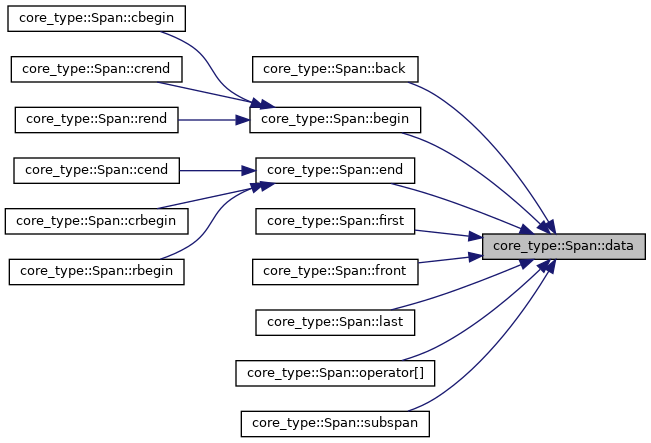 core_type::Span::cbegin
core_type::Span::crend
core_type::Span::back
core_type::Span::rend
core_type::Span::begin
core_type::Span::cend
core_type::Span::end
core_type::Span::crbegin
core_type::Span::first
core_type::Span::data
core_type::Span::rbegin
core_type::Span::front
core_type::Span::last
core_type::Span::operator[]
core_type::Span::subspan